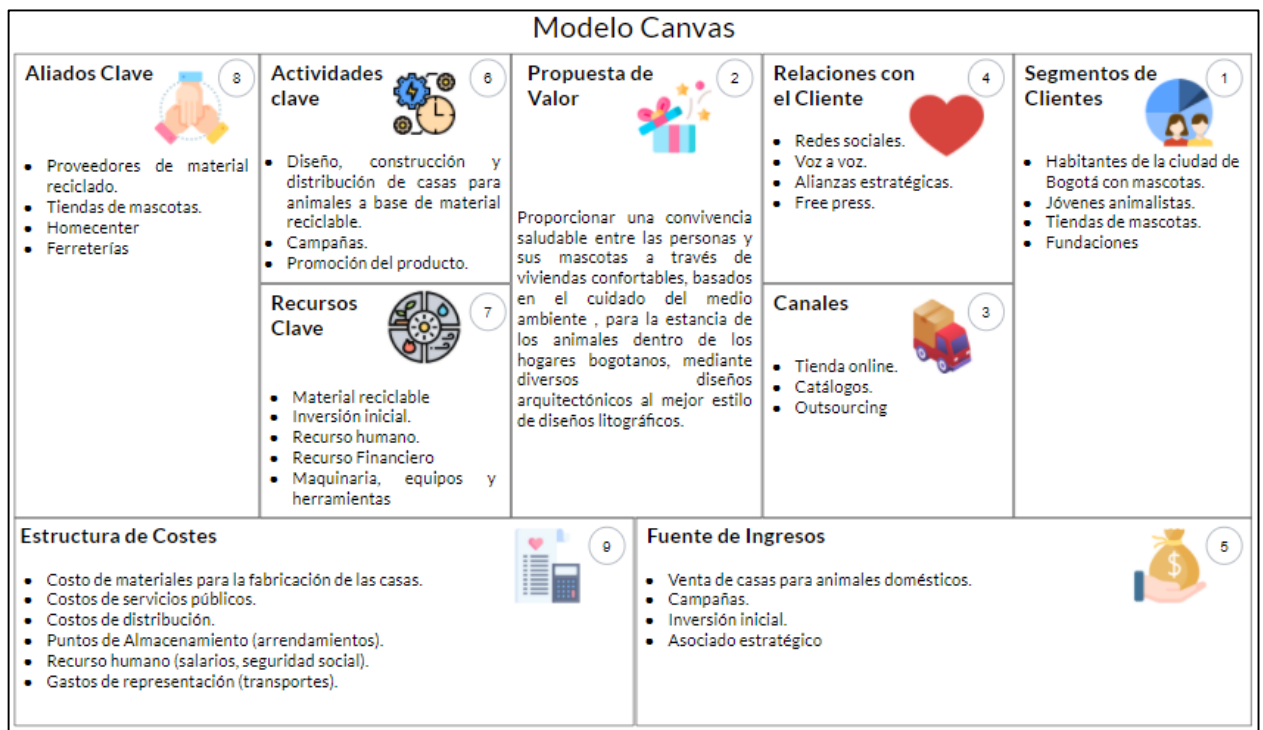 Modelo Canvas
Aliados Clave
8
Proveedores de material
reciclado.
Tiendas de mascotas.
Homecenter
Ferreterías
Actividades
clave
6
Diseño, construcción y
distribución de casas para
animales a base de material
reciclable.
Campañas.
Promoción del producto.
Recursos
Clave
7
Material reciclable
Inversión inicial.
Recurso humano.
Recurso Financiero
Maquinaria, equipos y
herramientas
Propuesta de
Valor
2
Proporcionar una convivencia
saludable entre las personas y
sus mascotas a través de
viviendas confortables, basados
en el cuidado del medio
ambiente , para la estancia de
los animales dentro de los
hogares bogotanos, mediante
diversos diseños
arquitectónicos al mejor estilo
de diseños litográficos.
Relaciones con
el Cliente
4
Redes sociales.
Voz a voz.
Alianzas estratégicas.
Free press.
Canales
3
Tienda online.
Catálogos.
Outsourcing
Segmentos de
Clientes
1
Habitantes de la ciudad de
Bogotá con mascotas.
Jóvenes animalistas.
Tiendas de mascotas.
Fundaciones
Estructura de Costes
9
Costo de materiales para la fabricación de las casas.
Costos de servicios públicos.
Costos de distribución.
Puntos de Almacenamiento (arrendamientos).
Recurso humano (salarios, seguridad social).
Gastos de representación (transportes).
Fuente de Ingresos
5
Venta de casas para animales domésticos.
Campañas.
Inversión inicial.
Asociado estratégico